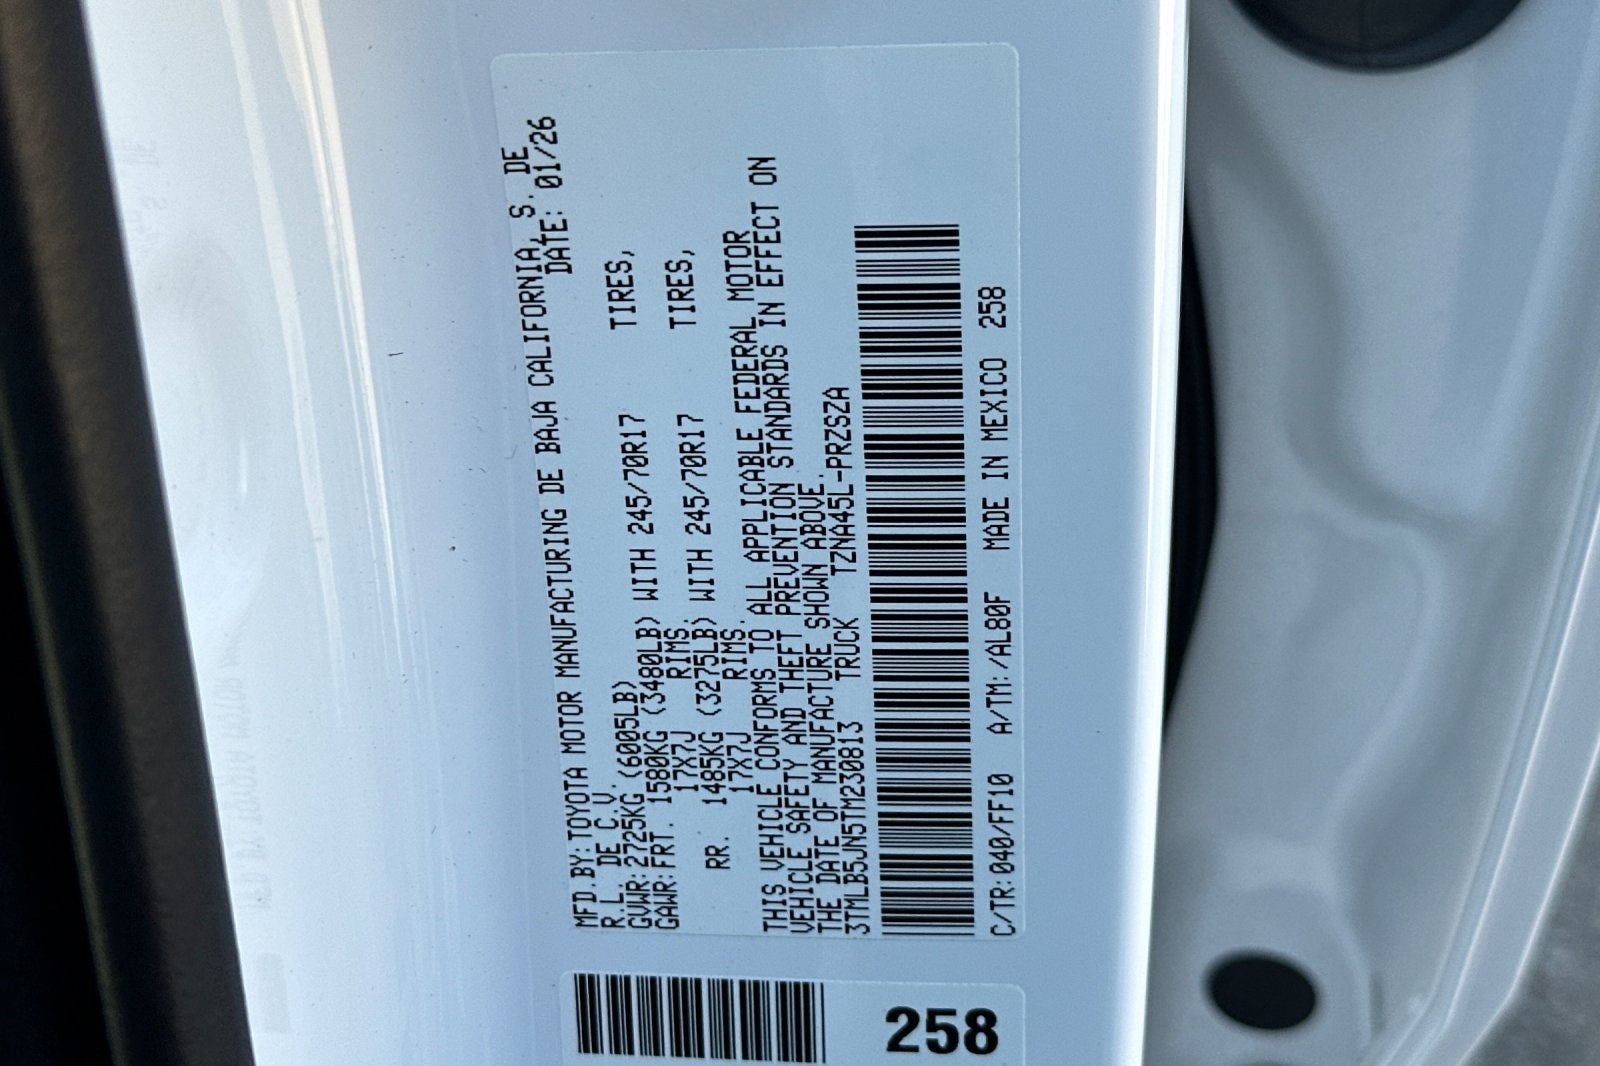 MFD.BY:TOYOTA MOTOR MANUFACTURING DE BAJA CALIFORNIA, S. DE
R.L. DE C.V. DATE: 01/26
GVWR:2725KG (6005LB)
GAWR:FRT. 1580KG (3480LB) WITH 245/70R17 TIRES,
17X7J RIMS.
RR. 1485KG (3275LB) WITH 245/70R17 TIRES,
17X7J RIMS.
THIS VEHICLE CONFORMS TO ALL APPLICABLE FEDERAL MOTOR
VEHICLE SAFETY AND THEFT PREVENTION STANDARDS IN EFFECT ON
THE DATE OF MANUFACTURE SHOWN ABOVE.
3TMLB5JN5TM230813 TRUCK TZNA45L-PRZSZA
C/TR:040/FF10 A/TM:/AL80F MADE IN MEXICO 258
258